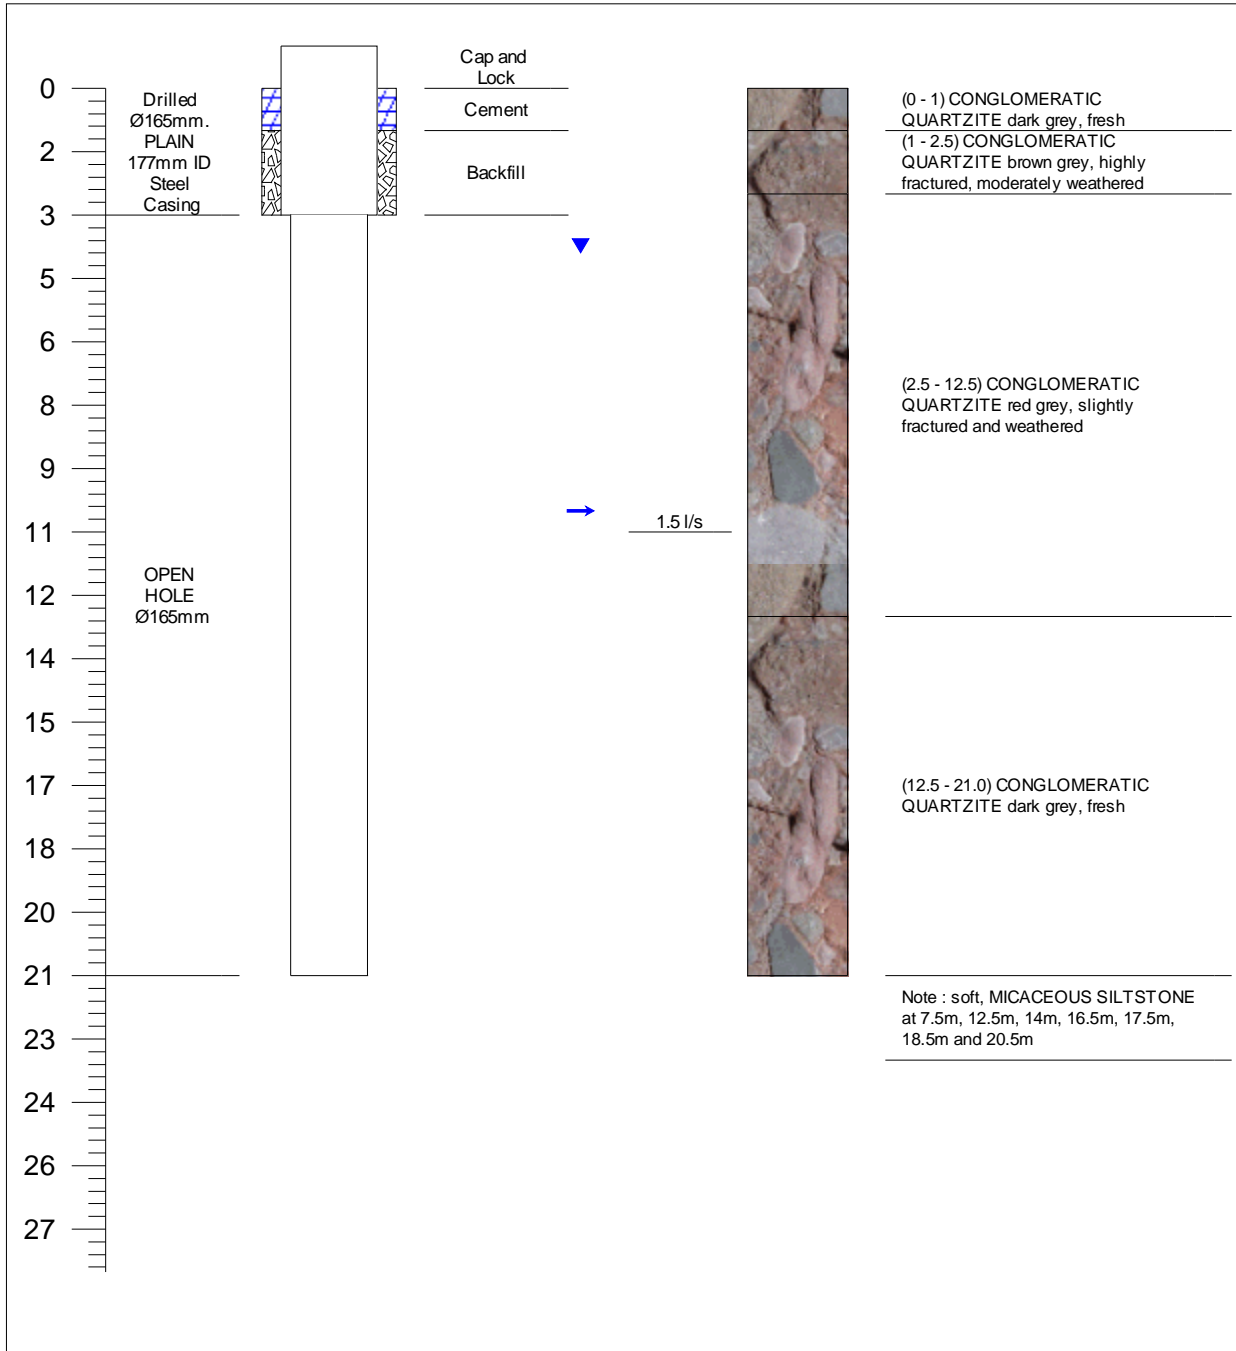 Cap and
Lock
0
2
3
5
6
8
9
11
12
14
15
17
18
20
21
23
24
26
27
Drilled
Ø165mm.
PLAIN
177mm ID
Steel
Casing
OPEN
HOLE
Ø165mm
Cement
Backfill
1.5 l/s
(0 - 1) CONGLOMERATIC
QUARTZITE dark grey, fresh
(1 - 2.5) CONGLOMERATIC
QUARTZITE brown grey, highly
fractured, moderately weathered
(2.5 - 12.5) CONGLOMERATIC
QUARTZITE red grey, slightly
fractured and weathered
(12.5 - 21.0) CONGLOMERATIC
QUARTZITE dark grey, fresh
Note : soft, MICACEOUS SILTSTONE
at 7.5m, 12.5m, 14m, 16.5m, 17.5m,
18.5m and 20.5m